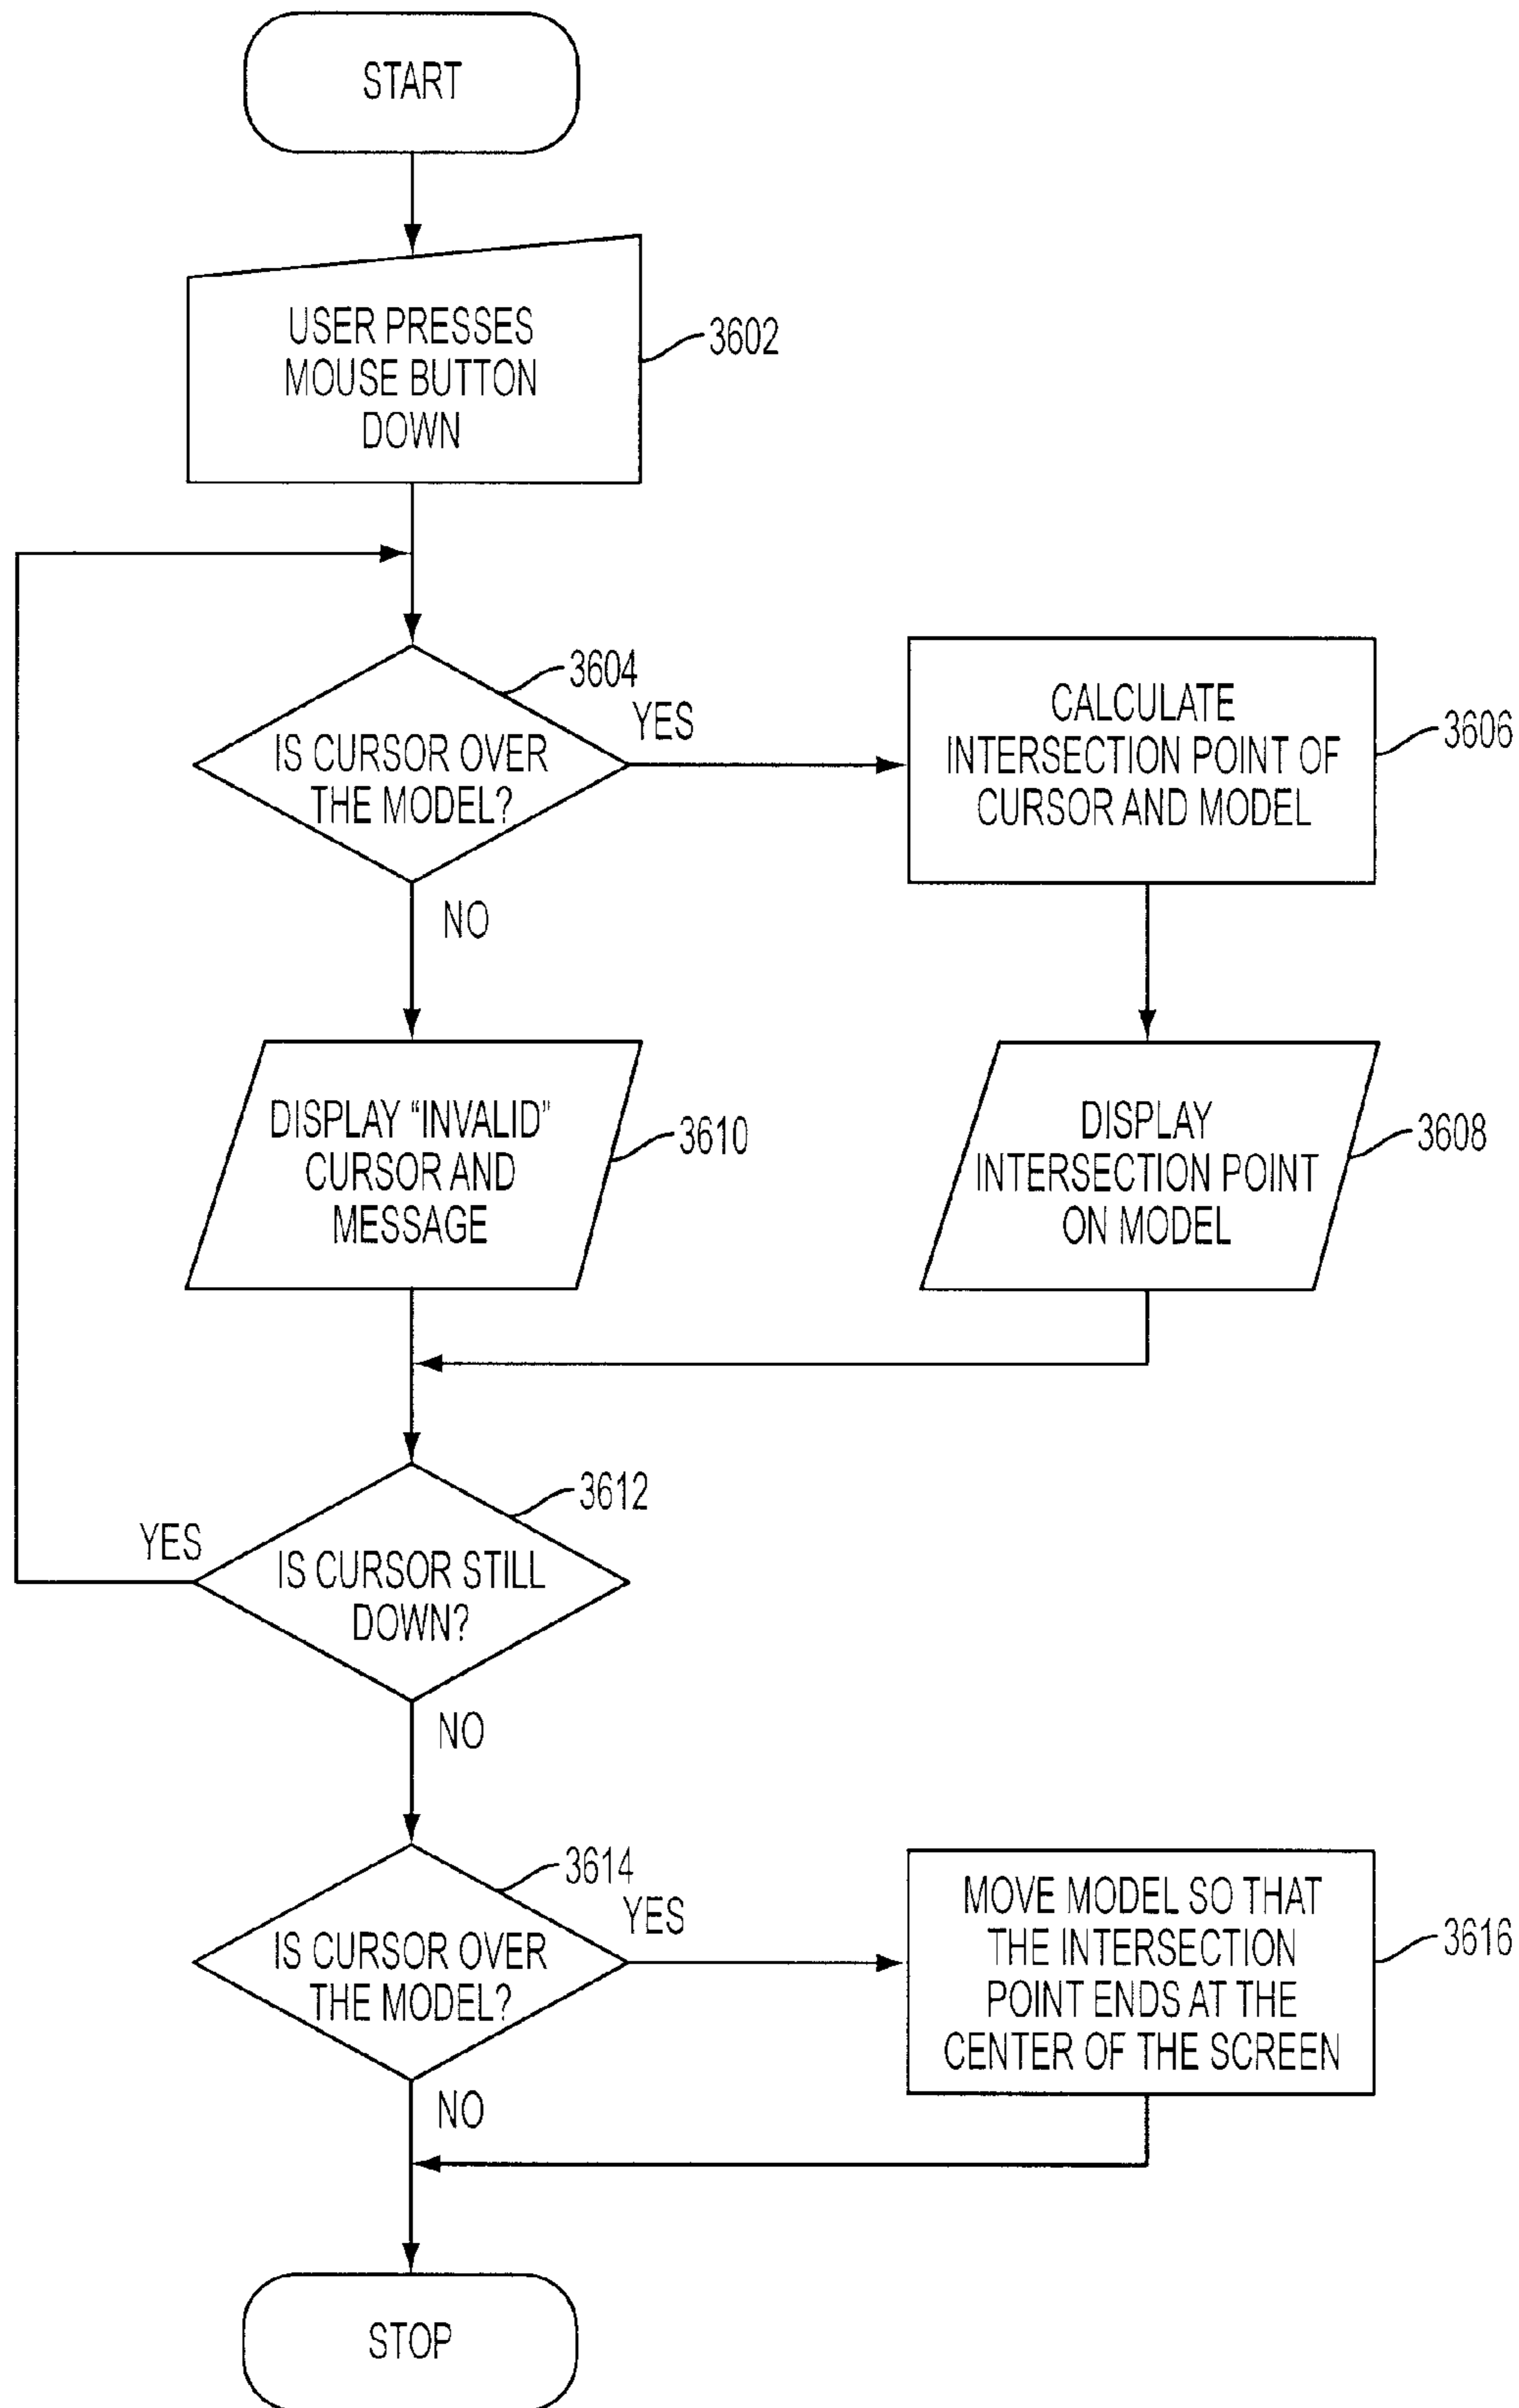 START
USER PRESSES
MOUSE BUTTON
DOWN
3602
3604
IS CURSOR OVER
THE MODEL?
YES
NO
CALCULATE
INTERSECTION POINT OF
CURSOR AND MODEL
3606
DISPLAY “INVALID”
CURSOR AND
MESSAGE
3610
DISPLAY
INTERSECTION POINT
ON MODEL
3608
3612
YES
IS CURSOR STILL
DOWN?
NO
3614
YES
IS CURSOR OVER
THE MODEL?
NO
MOVE MODEL SO THAT
THE INTERSECTION
POINT ENDS AT THE
CENTER OF THE SCREEN
3616
STOP